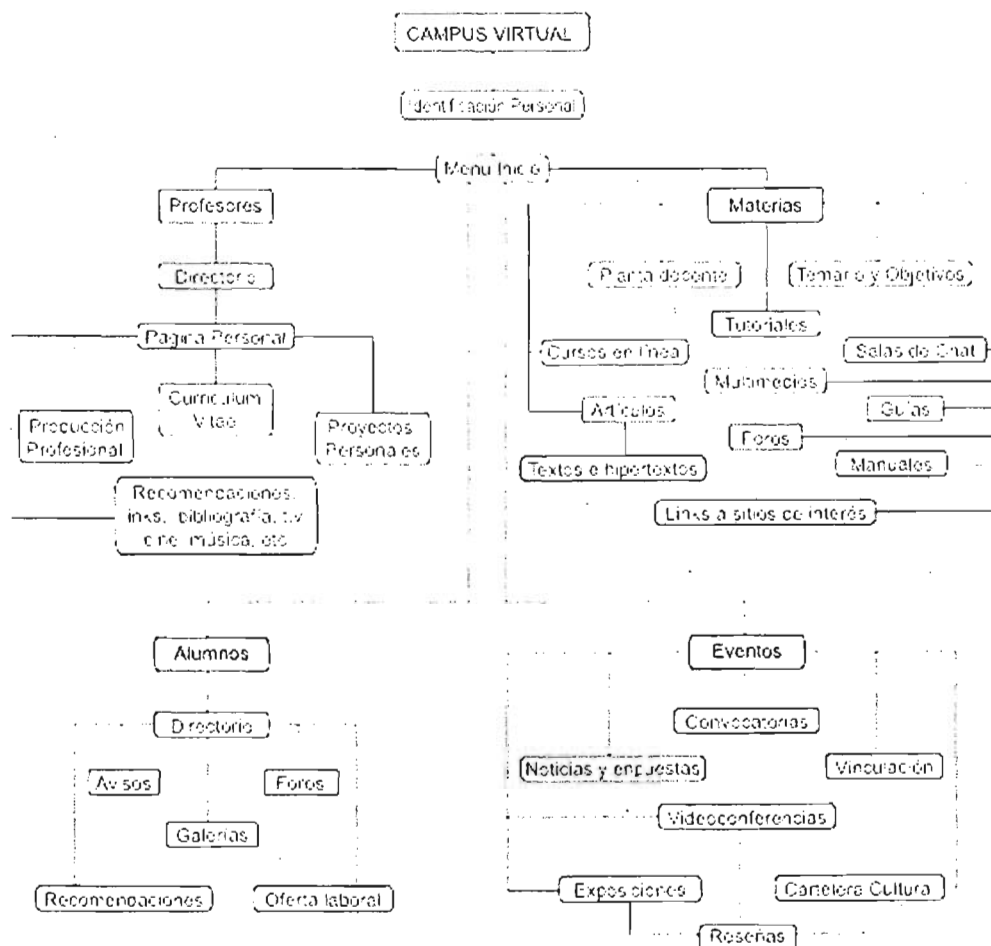 CAMPUS VIRTUAL
Identificación Personal
Menu Inicio
Profesores
Materias
Directorio
Planta docente
Temario y Objetivos
Pagina Personal
Tutoriales
Cursos en línea
Salas de Chat
Multimedios
Curriculum
Vitae
Artículos
Guías
Producción
Profesional
Proyectos
Personales
Foros
Manuales
Textos e hipertextos
Recomendaciones,
links, bibliografía, t.v.
cine, música, etc
Links a sitios de interés
Alumnos
Eventos
Directorio
Convocatorias
Avisos
Foros
Noticias y enpuestas
Vinculación
Galerías
Videoconferencias
Recomendaciones
Oferta laboral
Exposiciones
Cartelera Cultural
Reseñas